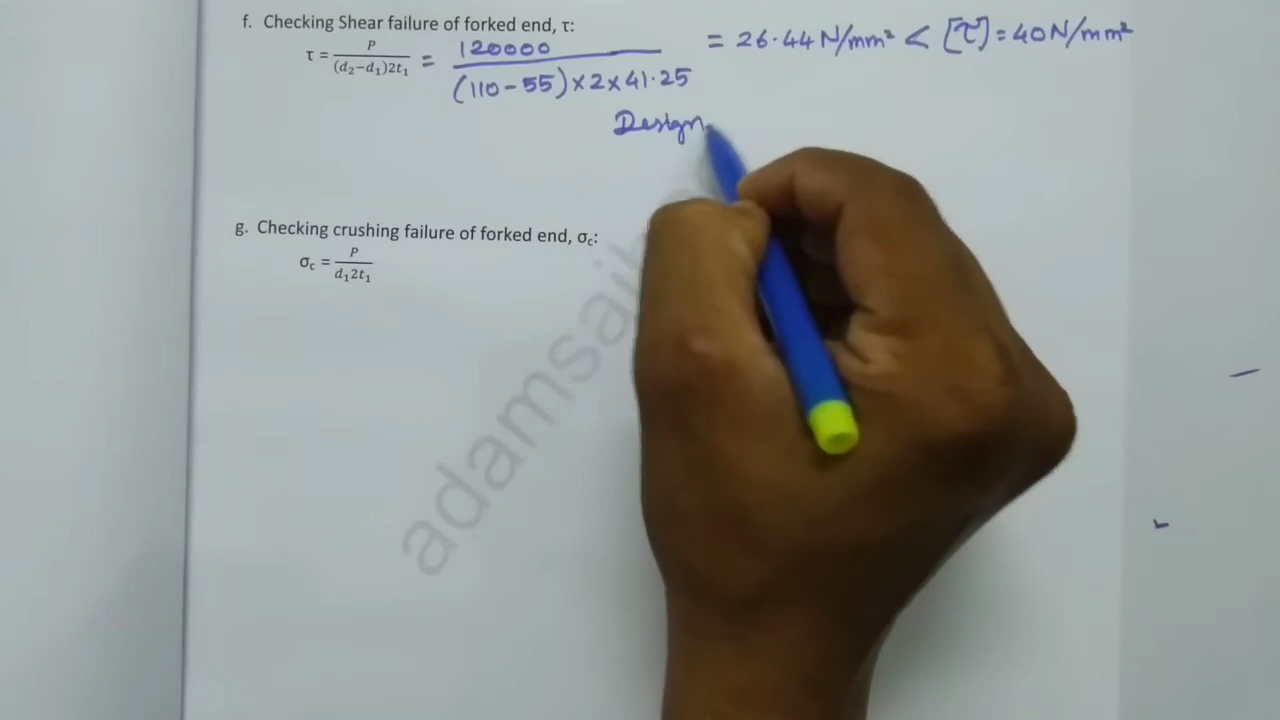 f. Checking Shear failure of forked end, τ:
τ = P/((d₂−d₁)2t₁) = 120000/((110-55)×2×41.25) = 26.44 N/mm² < [τ] = 40 N/mm²
Design
g. Checking crushing failure of forked end, σc:
σc = P/(d₁2t₁)